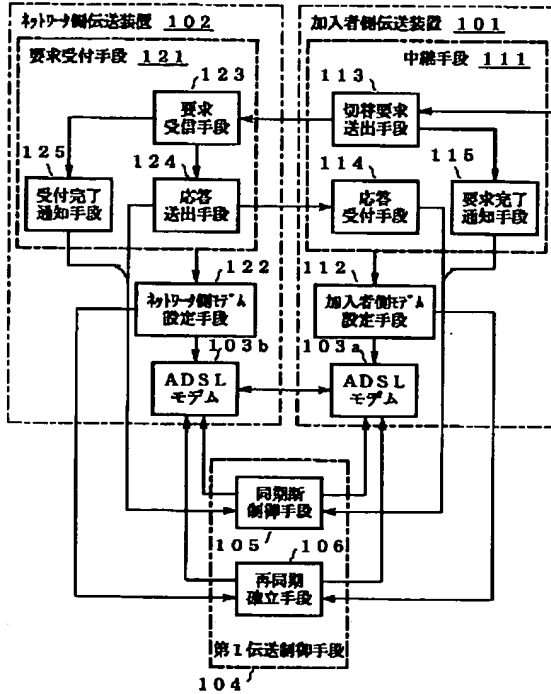 ネットワーク側伝送装置 102
要求受付手段 121
123
要求
受信手段
125
124
受付完了
通知手段
応答
送出手段
122
ネットワーク側モデム
設定手段
103b
ADSL
モデム
加入者側伝送装置 101
中継手段 111
113
切替要求
送出手段
114
115
応答
受付手段
要求完了
通知手段
112
加入者側モデム
設定手段
103a
ADSL
モデム
同期断
制御手段
105
106
再同期
確立手段
第1伝送制御手段
104